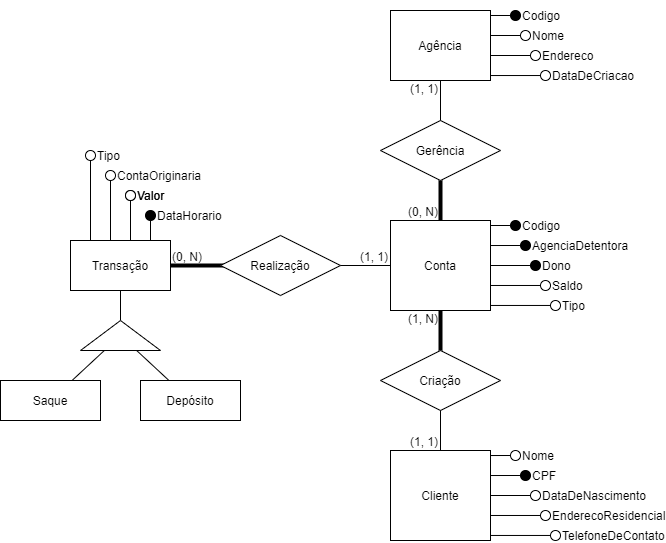 Agência
Codigo
Nome
Endereco
DataDeCriacao
(1, 1)
Gerência
(0, N)
Tipo
ContaOriginaria
Valor
DataHorario
Transação
(0, N)
Realização
(1, 1)
Conta
Codigo
AgenciaDetentora
Dono
Saldo
Tipo
(1, N)
Criação
(1, 1)
Saque
Depósito
Cliente
Nome
CPF
DataDeNascimento
EnderecoResidencial
TelefoneDeContato